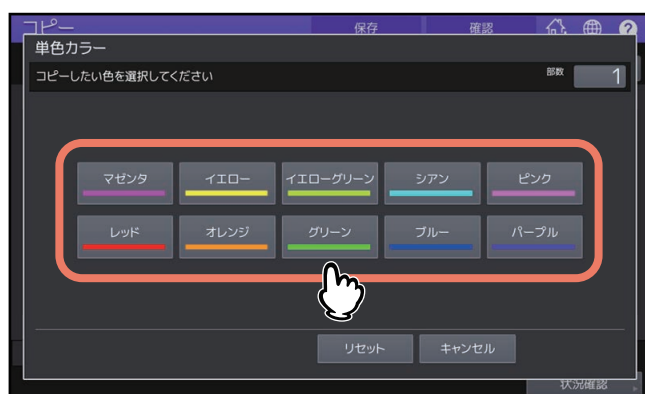 コピー 保存 確認 ?
単色カラー
コピーしたい色を選択してください 部数 1
マゼンタ イエロー イエローグリーン シアン ピンク
レッド オレンジ グリーン ブルー パープル
リセット キャンセル
状況確認